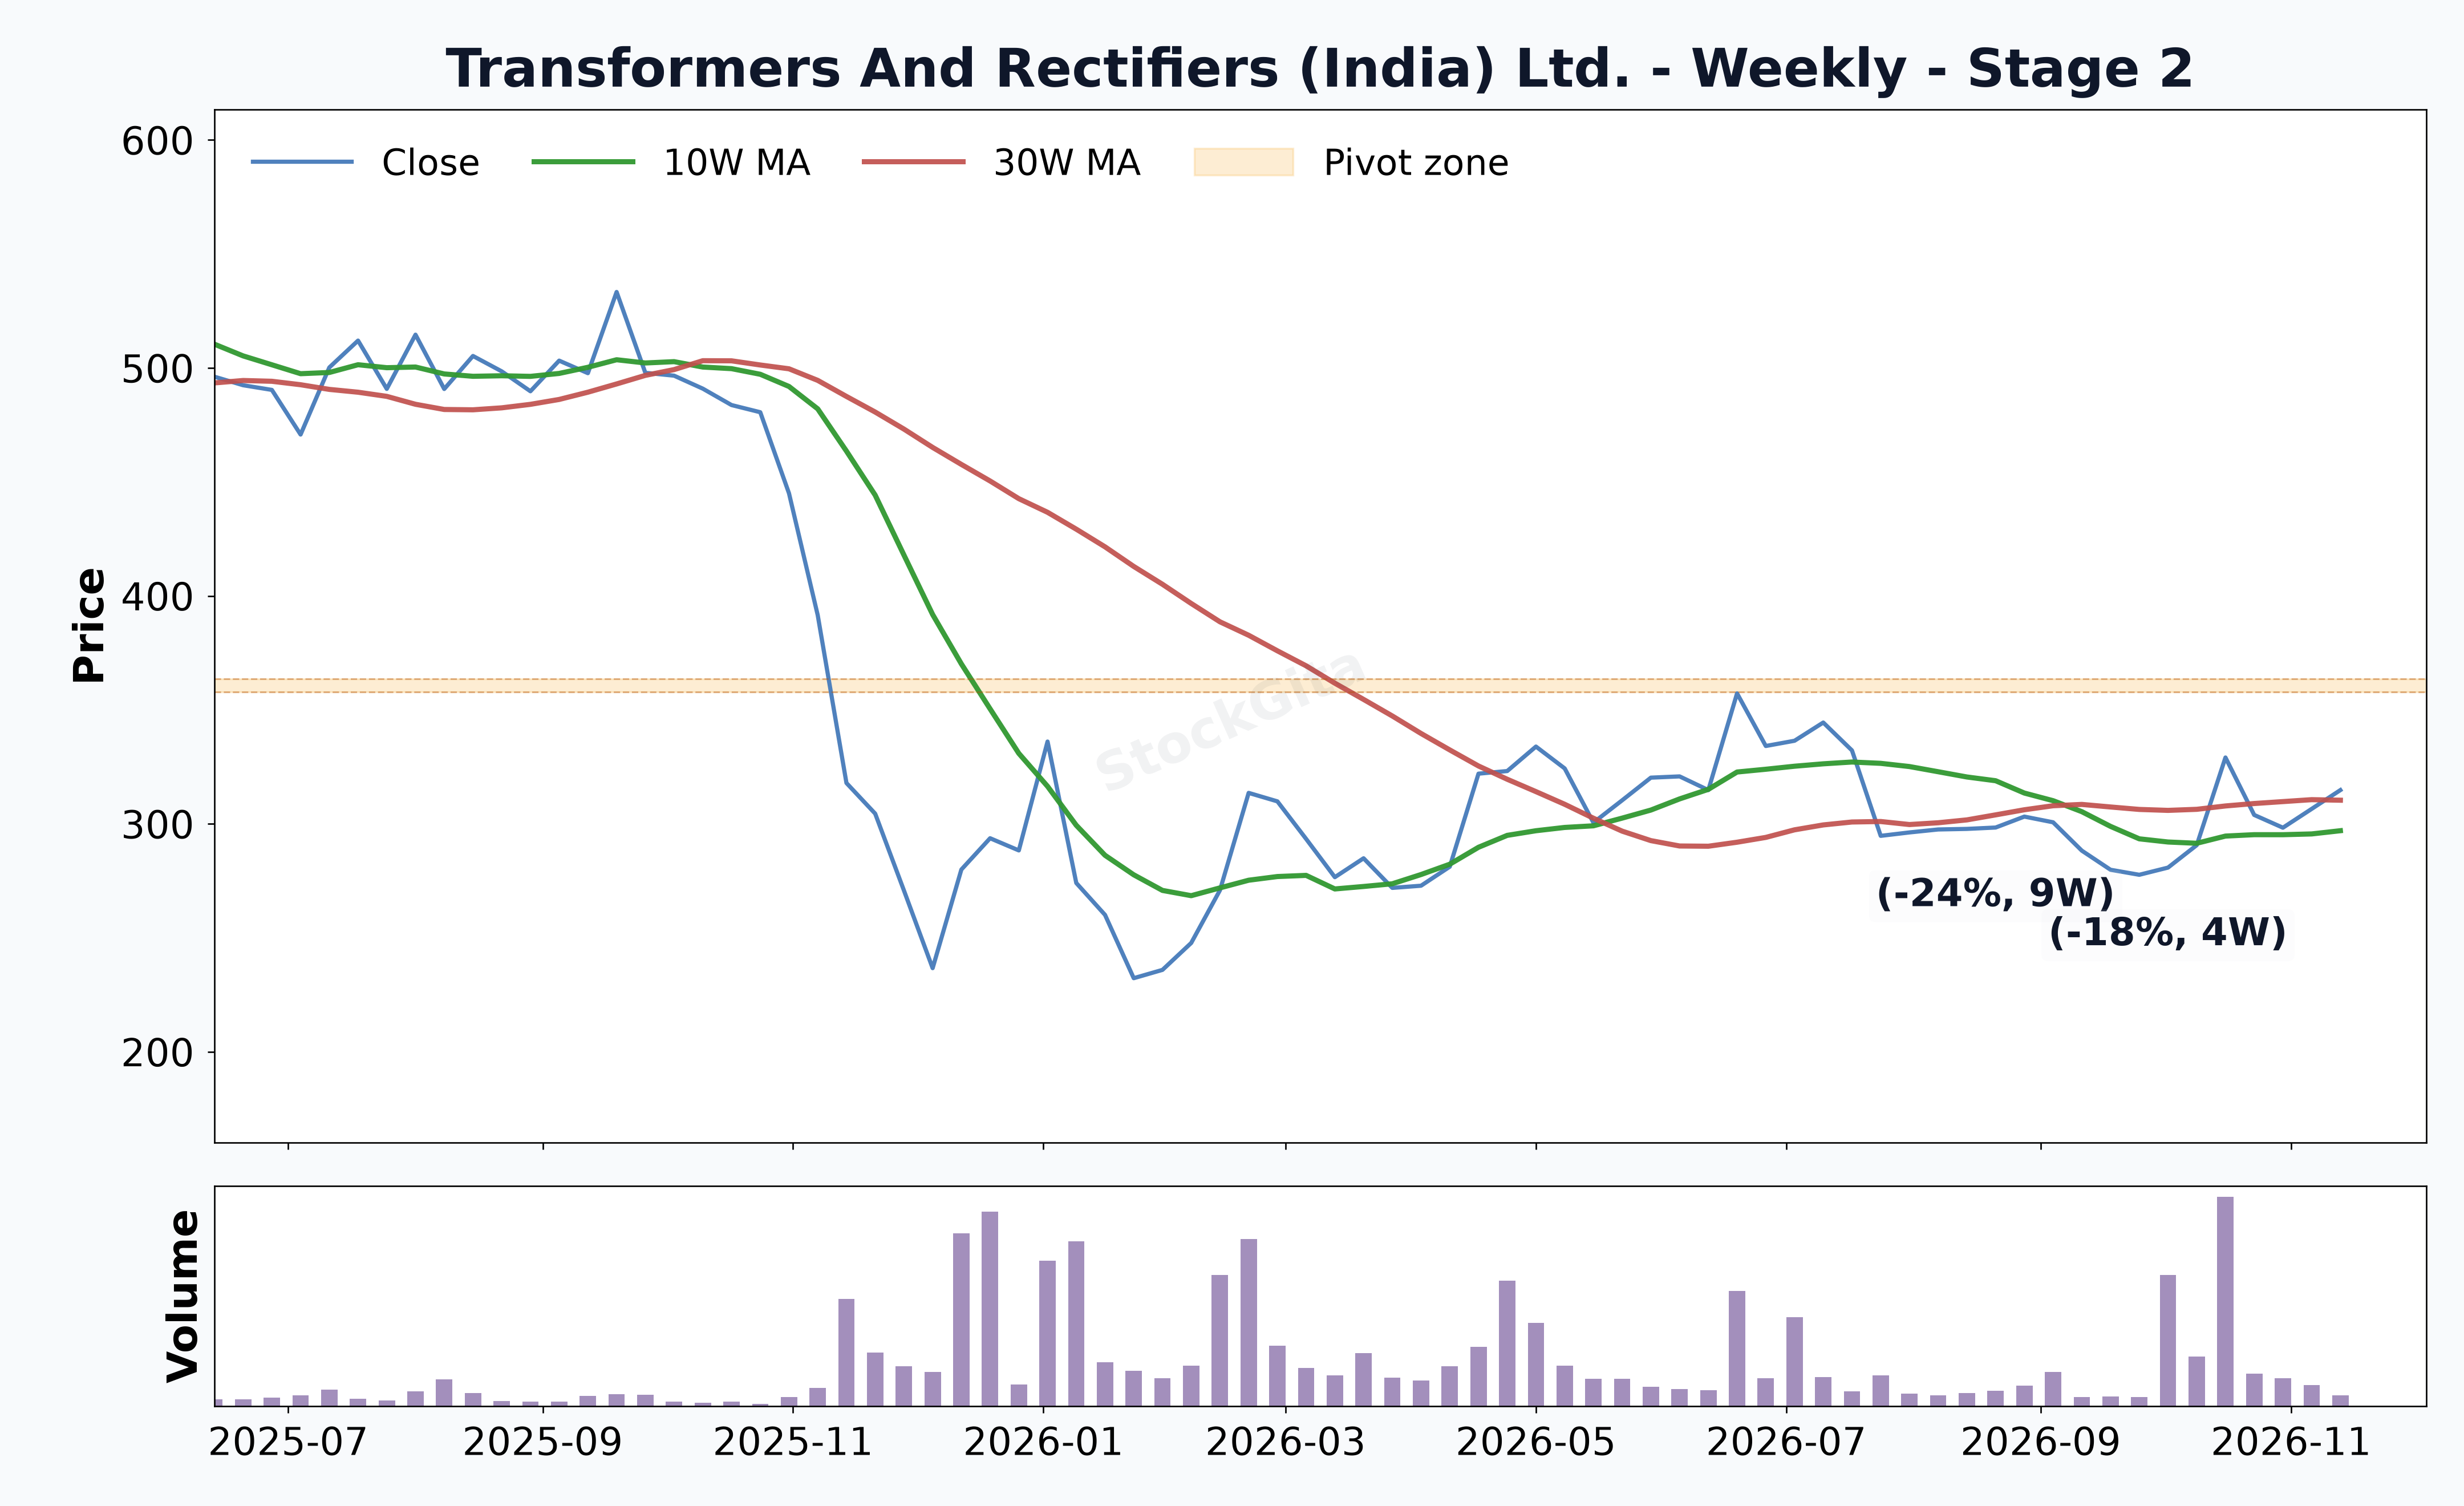 Transformers And Rectifiers (India) Ltd. - Weekly - Stage 2
Close 10W MA 30W MA Pivot zone
600
500
400
300
200
Price
StockGita
(-24%, 9W)
(-18%, 4W)
Volume
2025-07 2025-09 2025-11 2026-01 2026-03 2026-05 2026-07 2026-09 2026-11